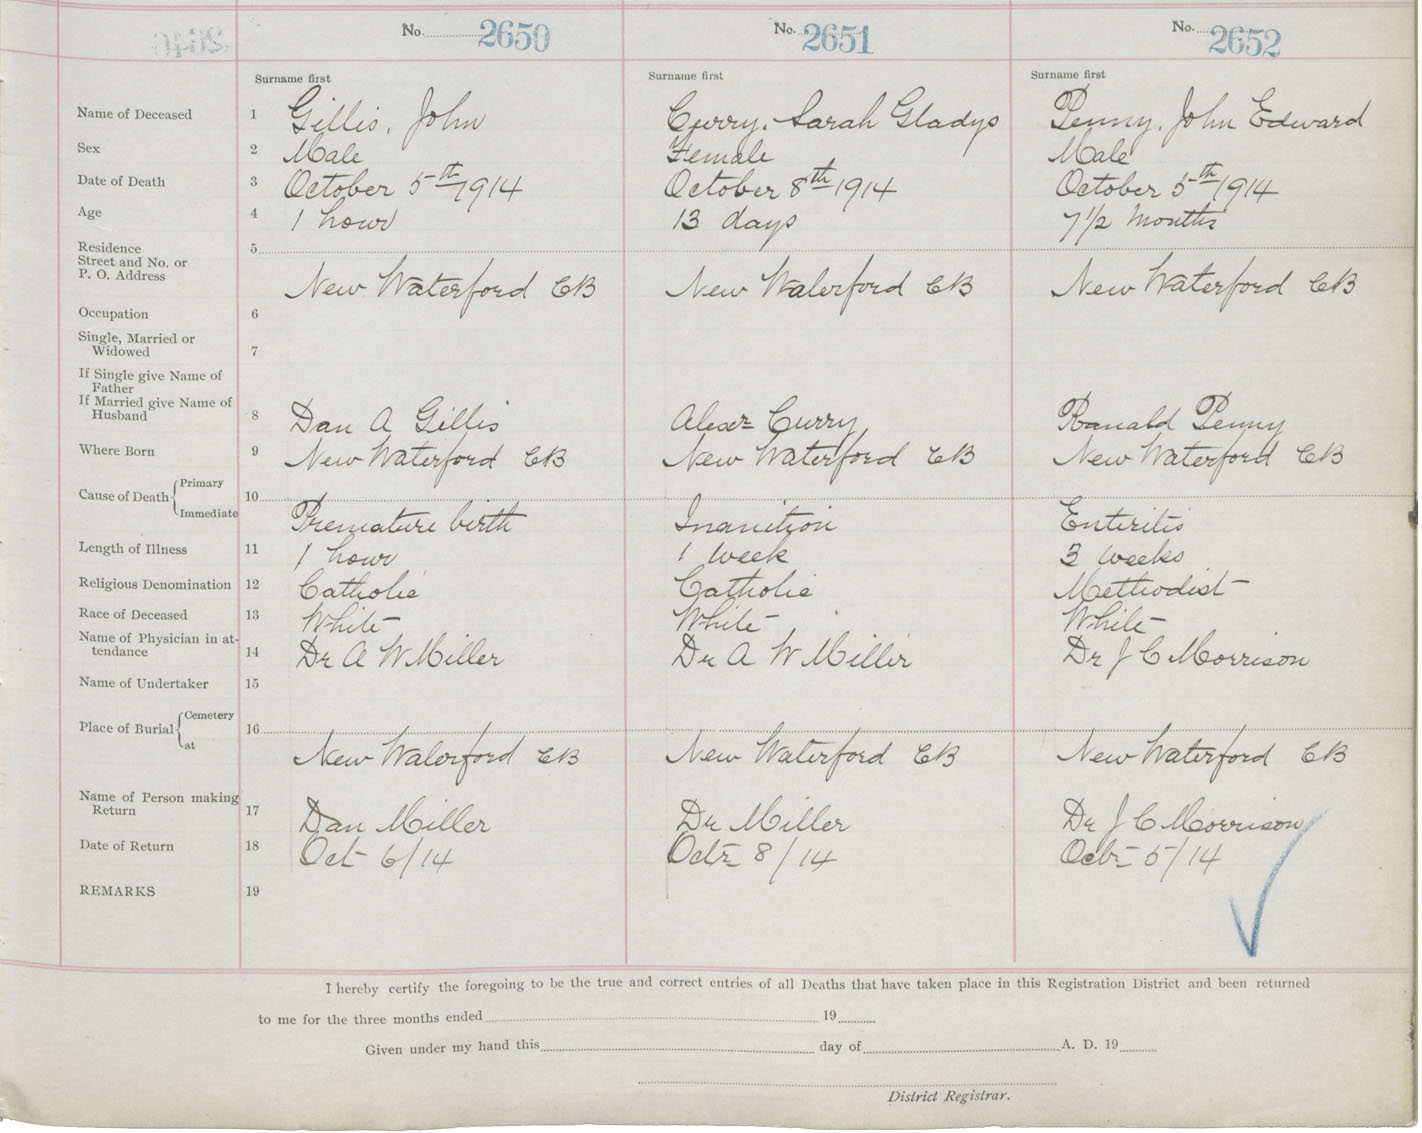 No. 2650 No. 2651 No. 2652
Surname first Surname first Surname first
Name of Deceased 1 Gillis, John Curry, Sarah Gladys Penny, John Edward
Sex 2 Male Female Male
Date of Death 3 October 5th 1914 October 8th 1914 October 5th 1914
Age 4 1 hour 13 days 7 1/2 Months
Residence 5
Street and No. or
P. O. Address New Waterford CB New Waterford CB New Waterford CB
Occupation 6
Single, Married or
Widowed 7
If Single give Name of
Father
If Married give Name of
Husband 8 Dan A Gillis Alexr Curry Ranald Penny
Where Born 9 New Waterford CB New Waterford CB New Waterford CB
Cause of Death Primary 10
Immediate Premature birth Inanition Enteritis
Length of Illness 11 1 hour 1 week 3 weeks
Religious Denomination 12 Catholic Catholic Methodist
Race of Deceased 13 White White White
Name of Physician in at-
tendance 14 Dr A W Miller Dr A W Miller Dr J C Morrison
Name of Undertaker 15
Place of Burial Cemetery 16
at New Waterford CB New Waterford CB New Waterford CB
Name of Person making
Return 17 Dan Miller Dr Miller Dr J C Morrison
Date of Return 18 Oct 6/14 Octr 8/14 Octr 5/14
REMARKS 19
I hereby certify the foregoing to be the true and correct entries of all Deaths that have taken place in this Registration District and been returned
to me for the three months ended 19
Given under my hand this day of A. D. 19
District Registrar.